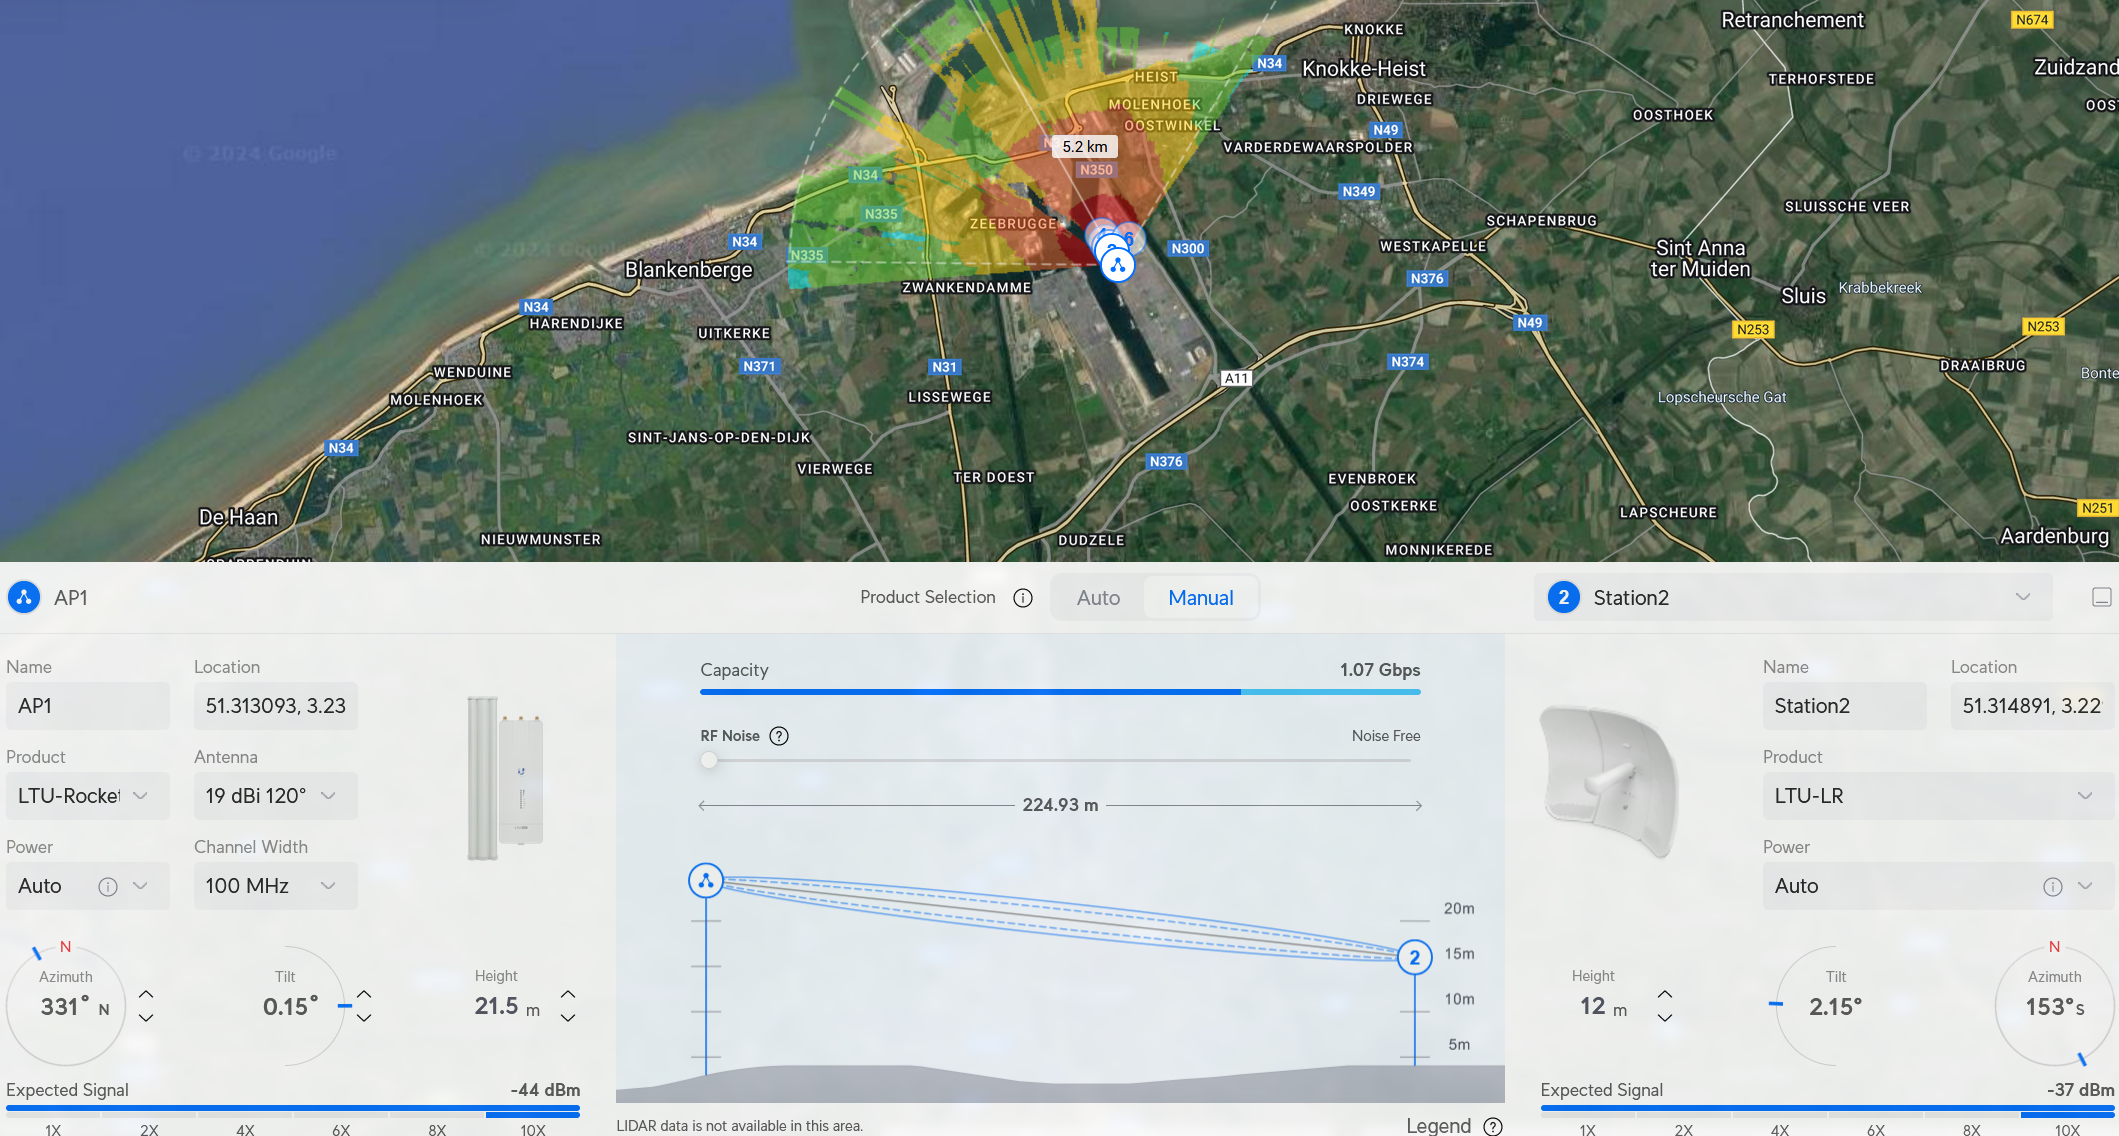 Retranchement
N674
KNOKKE
HEIST
N34
Knokke-Heist
TERHOFSTEDE
Zuidzand
MOLENHOEK
DRIEWEGE
OOSTHOEK
OOST
OOSTWINKEL
N49
© 2024 Google
5.2 km
VARDERDEWAARSPOLDER
N350
N34
N349
N335
ZEEBRUGGE
SCHAPENBRUG
SLUISSCHE VEER
N34
6
N300
WESTKAPELLE
Sint Anna
ter Muiden
© 2024 Google
N335
Blankenberge
N376
ZWANKENDAMME
Sluis
Krabbekreek
N34
HARENDIJKE
UITKERKE
N49
N253
N253
WENDUINE
N371
N31
N374
DRAAIBRUG
A11
Bonte
MOLENHOEK
LISSEWEGE
Lopscheursche Gat
N34
SINT-JANS-OP-DEN-DIJK
VIERWEGE
TER DOEST
N376
EVENBROEK
OOSTKERKE
N251
De Haan
LAPSCHEURE
NIEUWMUNSTER
DUDZELE
MONNIKEREDE
Aardenburg
AP1
Product Selection
Auto
Manual
2 Station2
Name
Location
AP1
51.313093, 3.23
Product
Antenna
LTU-Rocket
19 dBi 120°
Power
Channel Width
Auto
100 MHz
N
Azimuth
331° N
Tilt
0.15°
Height
21.5 m
Expected Signal
-44 dBm
1X 2X 4X 6X 8X 10X
Capacity
1.07 Gbps
RF Noise ?
Noise Free
224.93 m
20m
15m
2
10m
5m
LIDAR data is not available in this area.
Legend ?
Name
Location
Station2
51.314891, 3.22
Product
LTU-LR
Power
Auto
Height
12 m
Tilt
2.15°
N
Azimuth
153° S
Expected Signal
-37 dBm
1X 2X 4X 6X 8X 10X